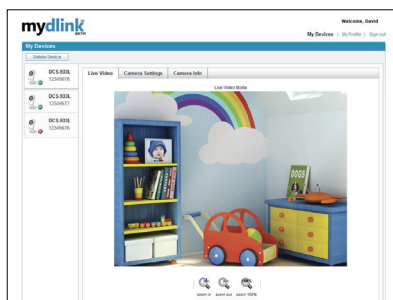 mydlink
BETA
Welcome, David
My Devices | My Profile | Sign out
My Devices
Delete Device
Live Video Camera Settings Camera Info
DCS-933L
12345678
DCS-933L
12345677
DCS-933L
12345676
Live Video Mode
DOGS
zoom in zoom out zoom 100%